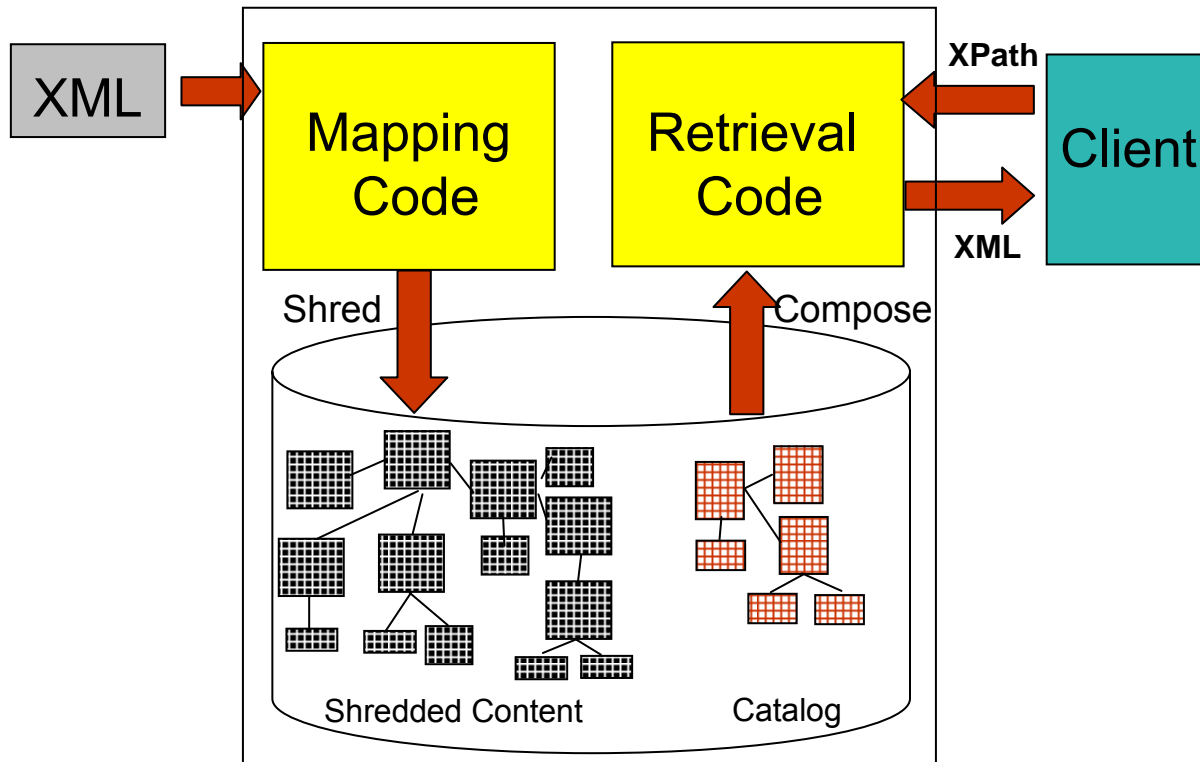 XML
Mapping
Code
Retrieval
Code
XPath
XML
Client
Shred
Compose
Shredded Content
Catalog